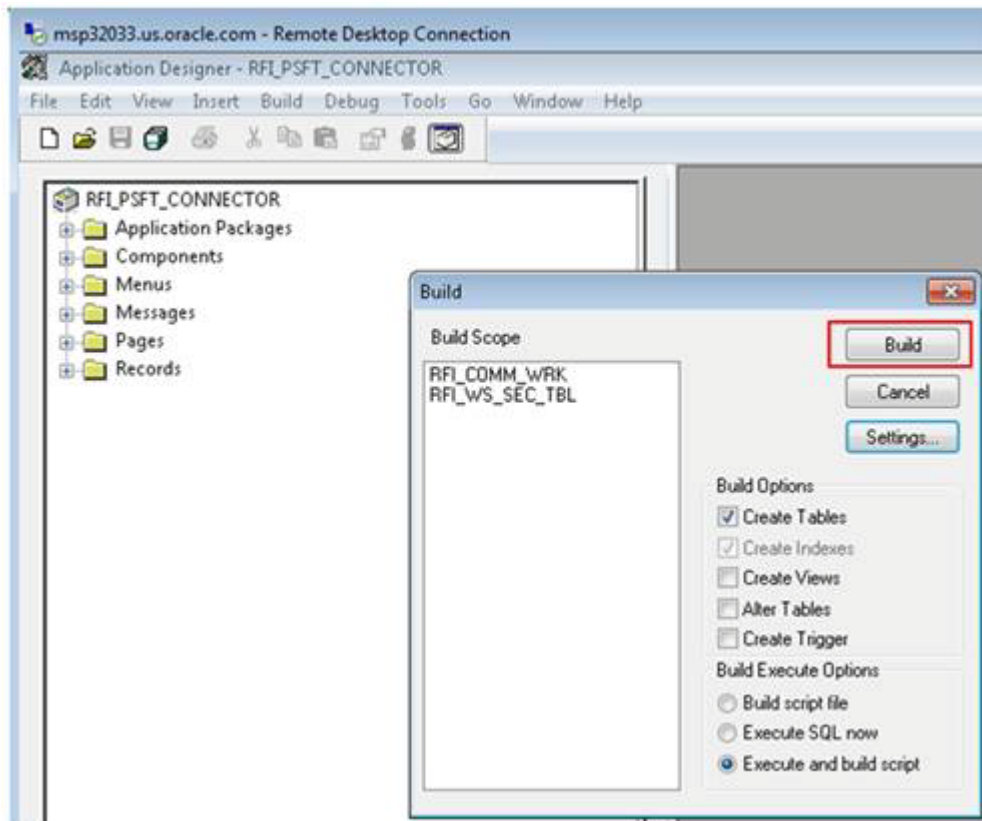 msp32033.us.oracle.com - Remote Desktop Connection
Application Designer - RFI_PSFT_CONNECTOR
File Edit View Insert Build Debug Tools Go Window Help
RFI_PSFT_CONNECTOR
Application Packages
Components
Menus
Messages
Pages
Records
Build
Build Scope
RFI_COMM_WRK
RFI_WS_SEC_TBL
Build
Cancel
Settings...
Build Options
Create Tables
Create Indexes
Create Views
Alter Tables
Create Trigger
Build Execute Options
Build script file
Execute SQL now
Execute and build script